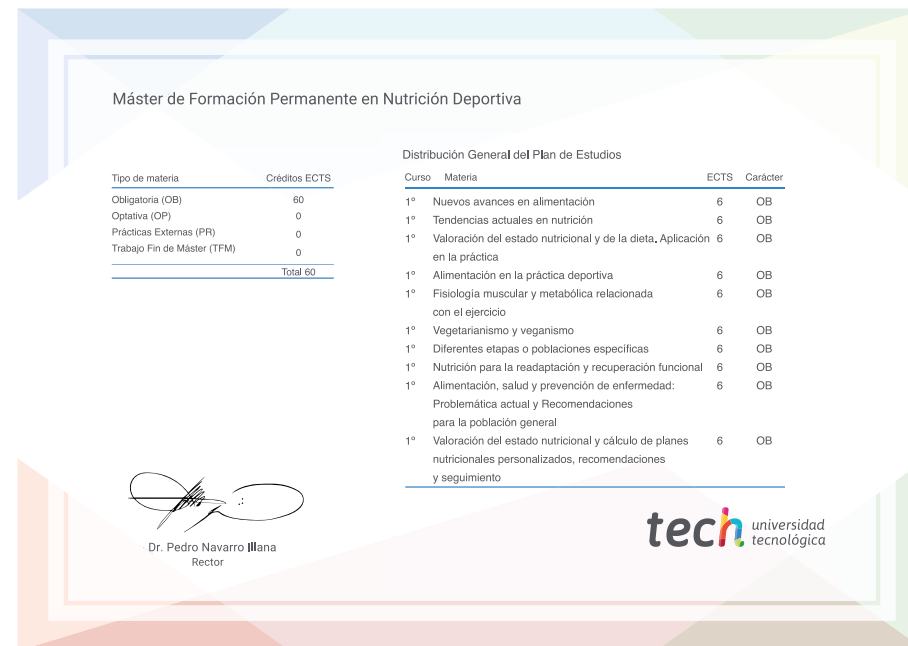 Máster de Formación Permanente en Nutrición Deportiva
Tipo de materia Créditos ECTS
Obligatoria (OB) 60
Optativa (OP) 0
Prácticas Externas (PR) 0
Trabajo Fin de Máster (TFM) 0
Total 60
Distribución General del Plan de Estudios
Curso Materia ECTS Carácter
1º Nuevos avances en alimentación 6 OB
1º Tendencias actuales en nutrición 6 OB
1º Valoración del estado nutricional y de la dieta. Aplicación 6 OB
en la práctica
1º Alimentación en la práctica deportiva 6 OB
1º Fisiología muscular y metabólica relacionada 6 OB
con el ejercicio
1º Vegetarianismo y veganismo 6 OB
1º Diferentes etapas o poblaciones específicas 6 OB
1º Nutrición para la readaptación y recuperación funcional 6 OB
1º Alimentación, salud y prevención de enfermedad: 6 OB
Problemática actual y Recomendaciones
para la población general
1º Valoración del estado nutricional y cálculo de planes 6 OB
nutricionales personalizados, recomendaciones
y seguimiento
Dr. Pedro Navarro Illana
Rector
tech universidad
tecnológica